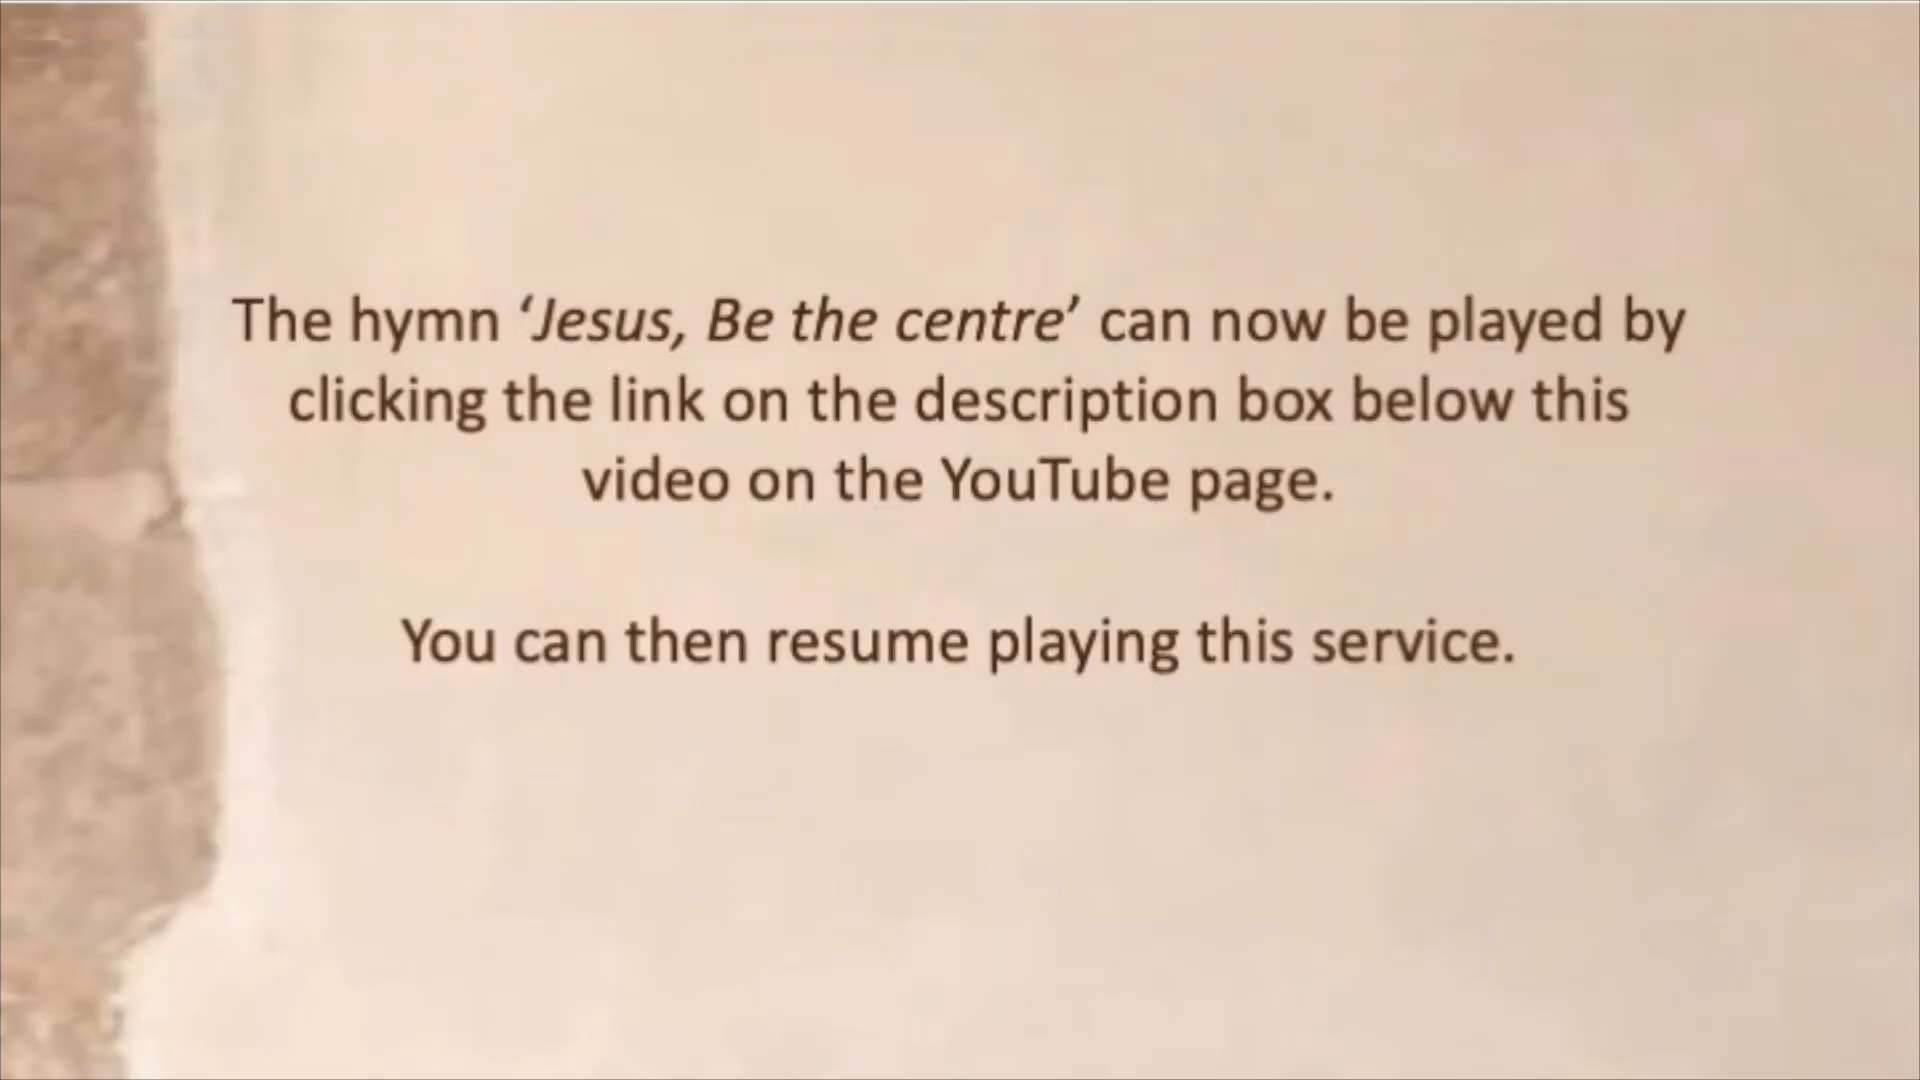 The hymn ‘Jesus, Be the centre’ can now be played by
clicking the link on the description box below this
video on the YouTube page.
You can then resume playing this service.